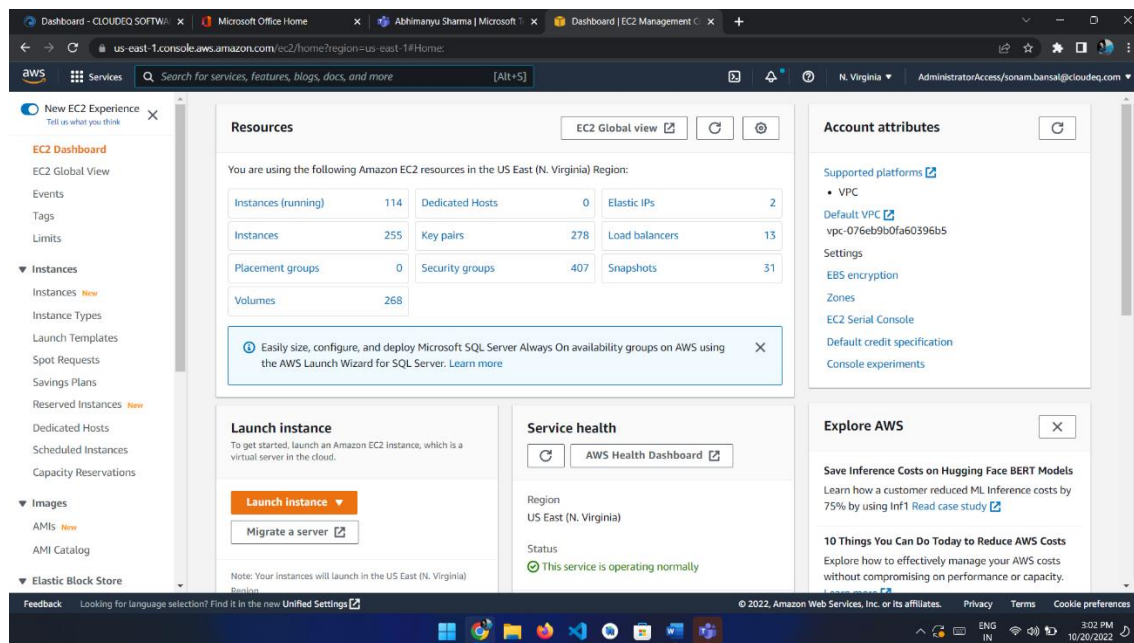 Dashboard - CLOUDEQ SOFTWA
Microsoft Office Home
Abhimanyu Sharma | Microsoft T
Dashboard | EC2 Management C
us-east-1.console.aws.amazon.com/ec2/home?region=us-east-1#Home:
aws
Services
Search for services, features, blogs, docs, and more
[Alt+S]
N. Virginia
AdministratorAccess/sonam.bansal@cloudeq.com
New EC2 Experience
Tell us what you think
EC2 Dashboard
EC2 Global View
Events
Tags
Limits
Instances
Instances New
Instance Types
Launch Templates
Spot Requests
Savings Plans
Reserved Instances New
Dedicated Hosts
Scheduled Instances
Capacity Reservations
Images
AMIs New
AMI Catalog
Elastic Block Store
Resources
EC2 Global view
You are using the following Amazon EC2 resources in the US East (N. Virginia) Region:
Instances (running) 114 Dedicated Hosts 0 Elastic IPs 2
Instances 255 Key pairs 278 Load balancers 13
Placement groups 0 Security groups 407 Snapshots 31
Volumes 268
Easily size, configure, and deploy Microsoft SQL Server Always On availability groups on AWS using
the AWS Launch Wizard for SQL Server. Learn more
Launch instance
To get started, launch an Amazon EC2 instance, which is a
virtual server in the cloud.
Launch instance
Migrate a server
Note: Your instances will launch in the US East (N. Virginia)
Region
Service health
AWS Health Dashboard
Region
US East (N. Virginia)
Status
This service is operating normally
Account attributes
Supported platforms
• VPC
Default VPC
vpc-076eb9b0fa60396b5
Settings
EBS encryption
Zones
EC2 Serial Console
Default credit specification
Console experiments
Explore AWS
Save Inference Costs on Hugging Face BERT Models
Learn how a customer reduced ML Inference costs by
75% by using Inf1 Read case study
10 Things You Can Do Today to Reduce AWS Costs
Explore how to effectively manage your AWS costs
without compromising on performance or capacity.
Learn more
Feedback
Looking for language selection? Find it in the new Unified Settings
© 2022, Amazon Web Services, Inc. or its affiliates.
Privacy
Terms
Cookie preferences
ENG
IN
3:02 PM
10/20/2022